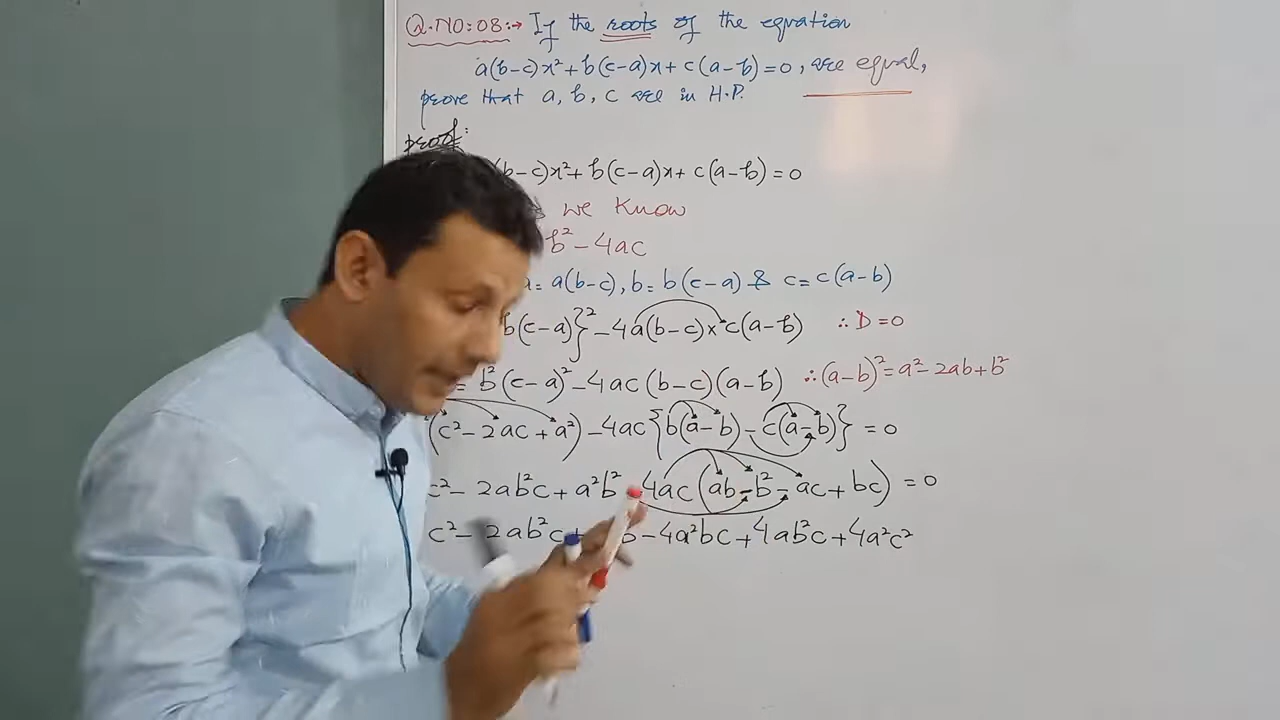 Q.NO:08:→ If the roots of the equation
a(b-c)x²+b(c-a)x+c(a-b)=0, are equal,
prove that a, b, c are in H.P.
proof:
b-c)x²+b(c-a)x+c(a-b)=0
we know
b²-4ac
a=a(b-c), b=b(c-a) & c=c(a-b)
b(c-a)}²-4a(b-c)×c(a-b) ∴D=0
=b²(c-a)²-4ac(b-c)(a-b) ∴(a-b)²=a²-2ab+b²
(c²-2ac+a²)-4ac{b(a-b)-c(a-b)}=0
c²-2ab²c+a²b²-4ac(ab-b²-ac+bc)=0
c²-2ab²c+ b-4a²bc+4ab²c+4a²c²